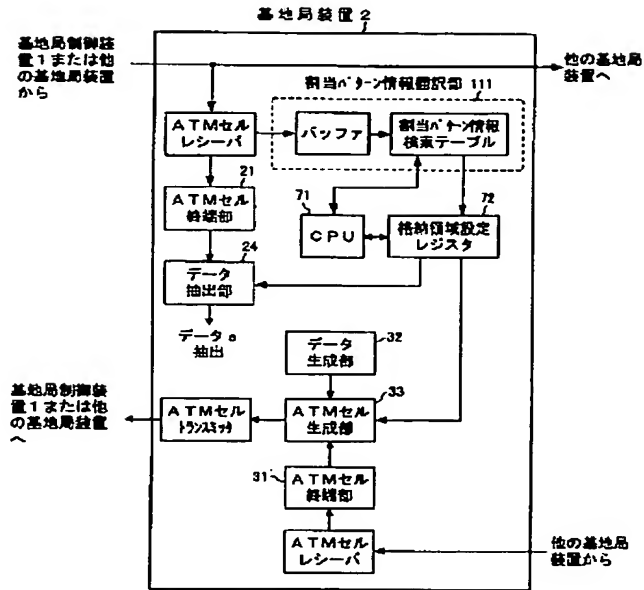 基地局装置2
基地局制御装
置1または他
の基地局装置
から
他の基地局
装置へ
割当パターン情報翻訳部 111
ATMセル
レシーバ
バッファ
割当パターン情報
検索テーブル
21
ATMセル
終端部
71
CPU
72
格納領域設定
レジスタ
24
データ
抽出部
データa
抽出
32
データ
生成部
基地局制御装
置1または他
の基地局装置
へ
ATMセル
トランスミッタ
33
ATMセル
生成部
31
ATMセル
終端部
ATMセル
レシーバ
他の基地局
装置から